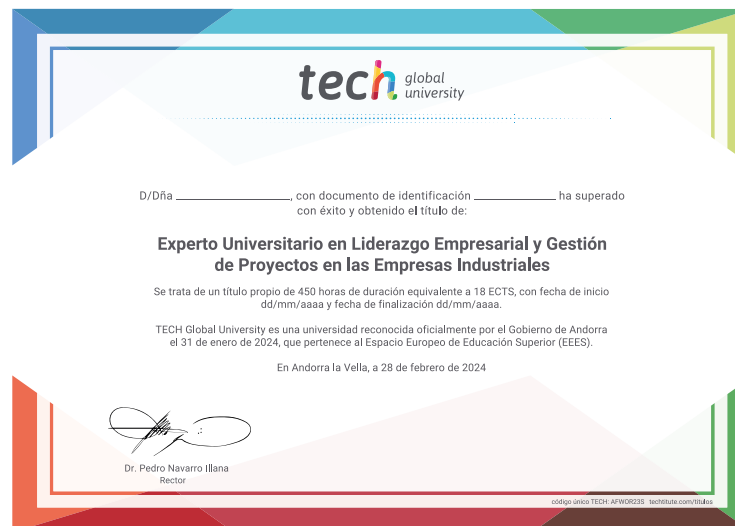 tech global university
D/Dña ______________, con documento de identificación __________ ha superado
con éxito y obtenido el título de:
Experto Universitario en Liderazgo Empresarial y Gestión
de Proyectos en las Empresas Industriales
Se trata de un título propio de 450 horas de duración equivalente a 18 ECTS, con fecha de inicio
dd/mm/aaaa y fecha de finalización dd/mm/aaaa.
TECH Global University es una universidad reconocida oficialmente por el Gobierno de Andorra
el 31 de enero de 2024, que pertenece al Espacio Europeo de Educación Superior (EEES).
En Andorra la Vella, a 28 de febrero de 2024
Dr. Pedro Navarro Illana
Rector
código único TECH: AFWOR23S techtitute.com/titulos